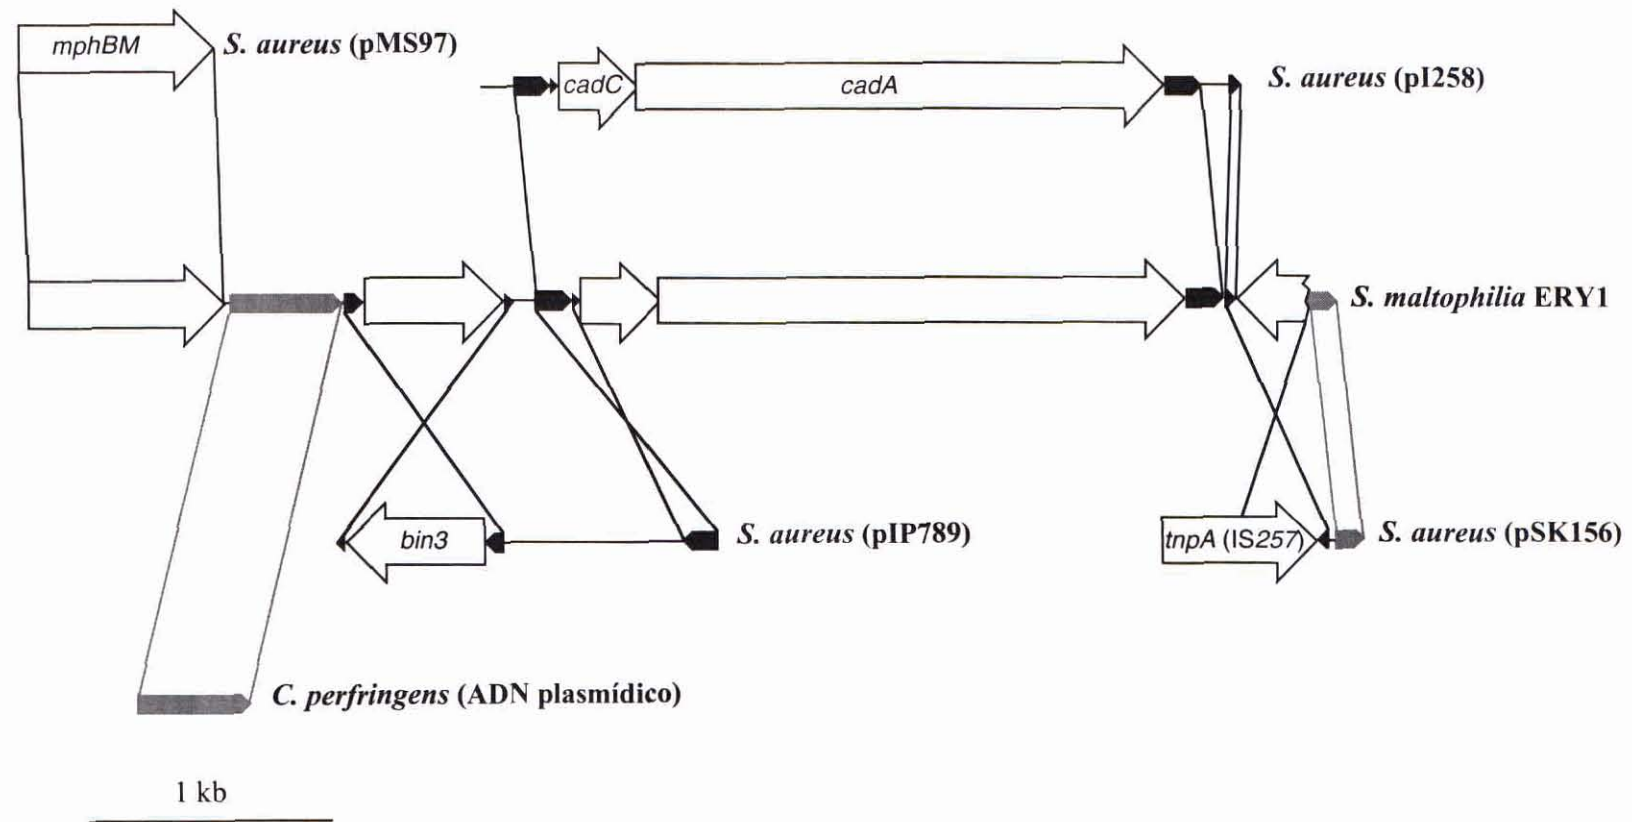 mphBM
S. aureus (pMS97)
cadC
cadA
S. aureus (pI258)
S. maltophilia ERY1
bin3
S. aureus (pIP789)
tnpA (IS257)
S. aureus (pSK156)
C. perfringens (ADN plasmídico)
1 kb